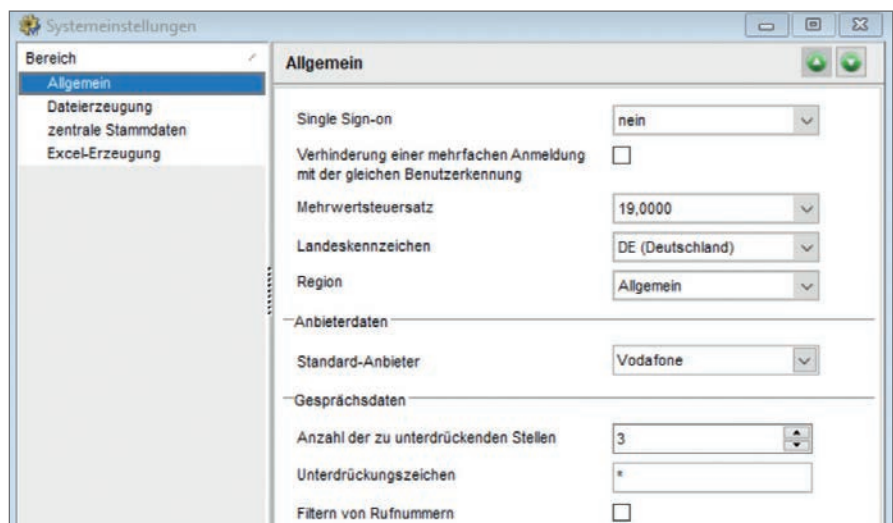 Systemeinstellungen
Bereich
Allgemein
Dateierzeugung
zentrale Stammdaten
Excel-Erzeugung
Allgemein
Single Sign-on
nein
Verhinderung einer mehrfachen Anmeldung
mit der gleichen Benutzerkennung
Mehrwertsteuersatz
19,0000
Landeskennzeichen
DE (Deutschland)
Region
Allgemein
Anbieterdaten
Standard-Anbieter
Vodafone
Gesprächsdaten
Anzahl der zu unterdrückenden Stellen
3
Unterdrückungszeichen
*
Filtern von Rufnummern